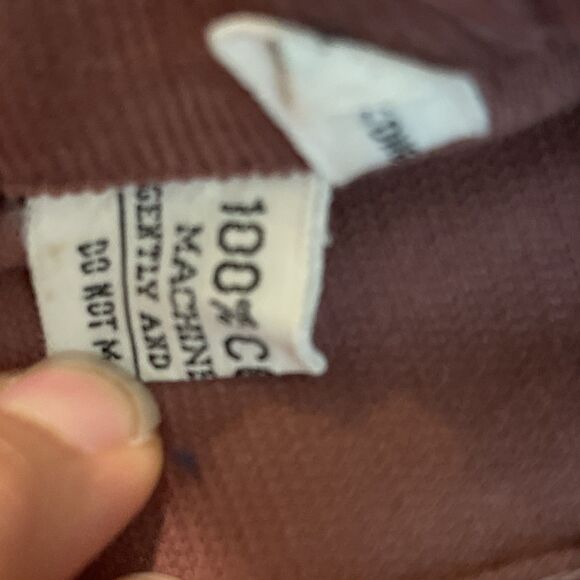 100% C
MACHINE
GENTLY AND
DO NOT